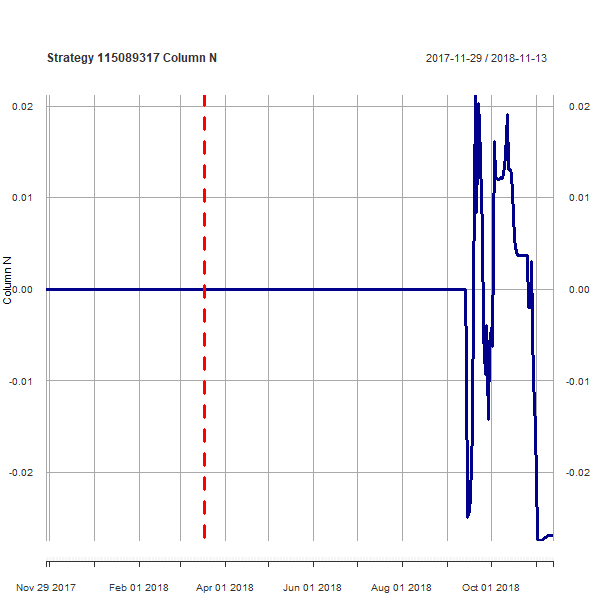 Strategy 115089317 Column N
2017-11-29 / 2018-11-13
0.02
0.02
0.01
0.01
Column N
0.00
0.00
-0.01
-0.01
-0.02
-0.02
Nov 29 2017
Feb 01 2018
Apr 01 2018
Jun 01 2018
Aug 01 2018
Oct 01 2018